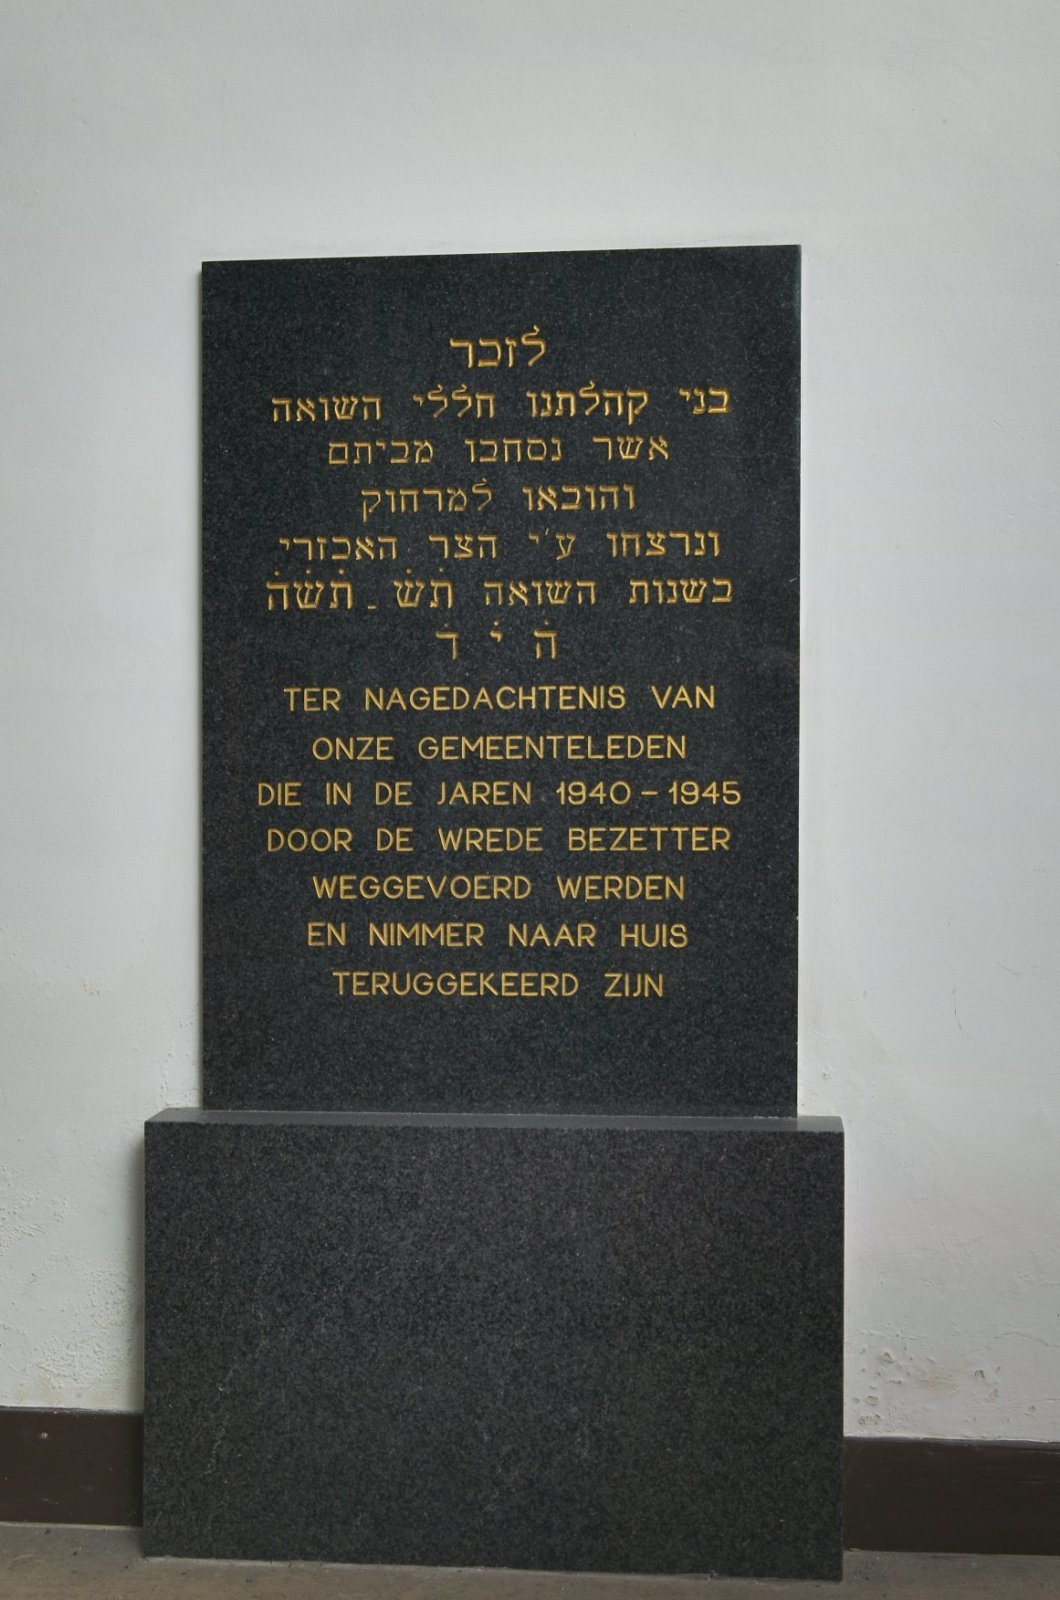 לזכר
בני קהלתנו חללי השואה
אשר נסחבו מביתם
והובאו למרחוק
ונרצחו ע׳י הצר האכזרי
בשנות השואה תׄשׄ - תׄשׄהׄ
הׄ יׄ דׄ
TER NAGEDACHTENIS VAN
ONZE GEMEENTELEDEN
DIE IN DE JAREN 1940 - 1945
DOOR DE WREDE BEZETTER
WEGGEVOERD WERDEN
EN NIMMER NAAR HUIS
TERUGGEKEERD ZIJN